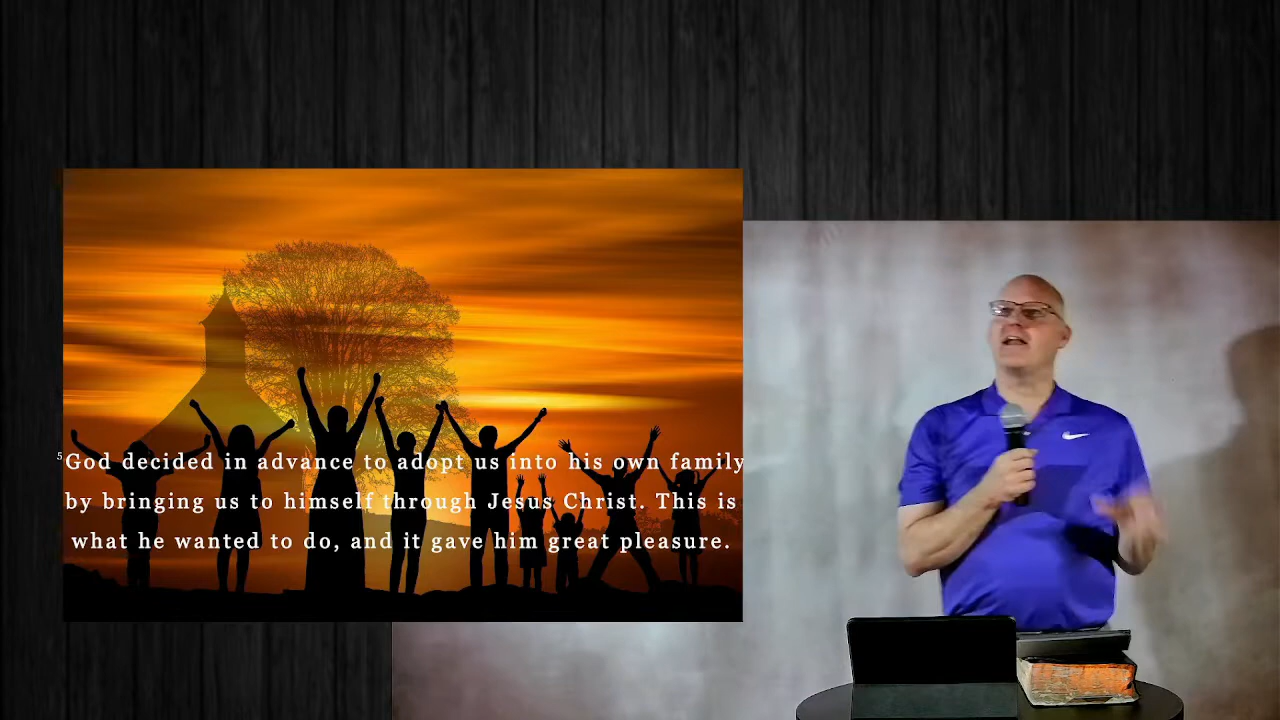 ⁵God decided in advance to adopt us into his own family
by bringing us to himself through Jesus Christ. This is
what he wanted to do, and it gave him great pleasure.